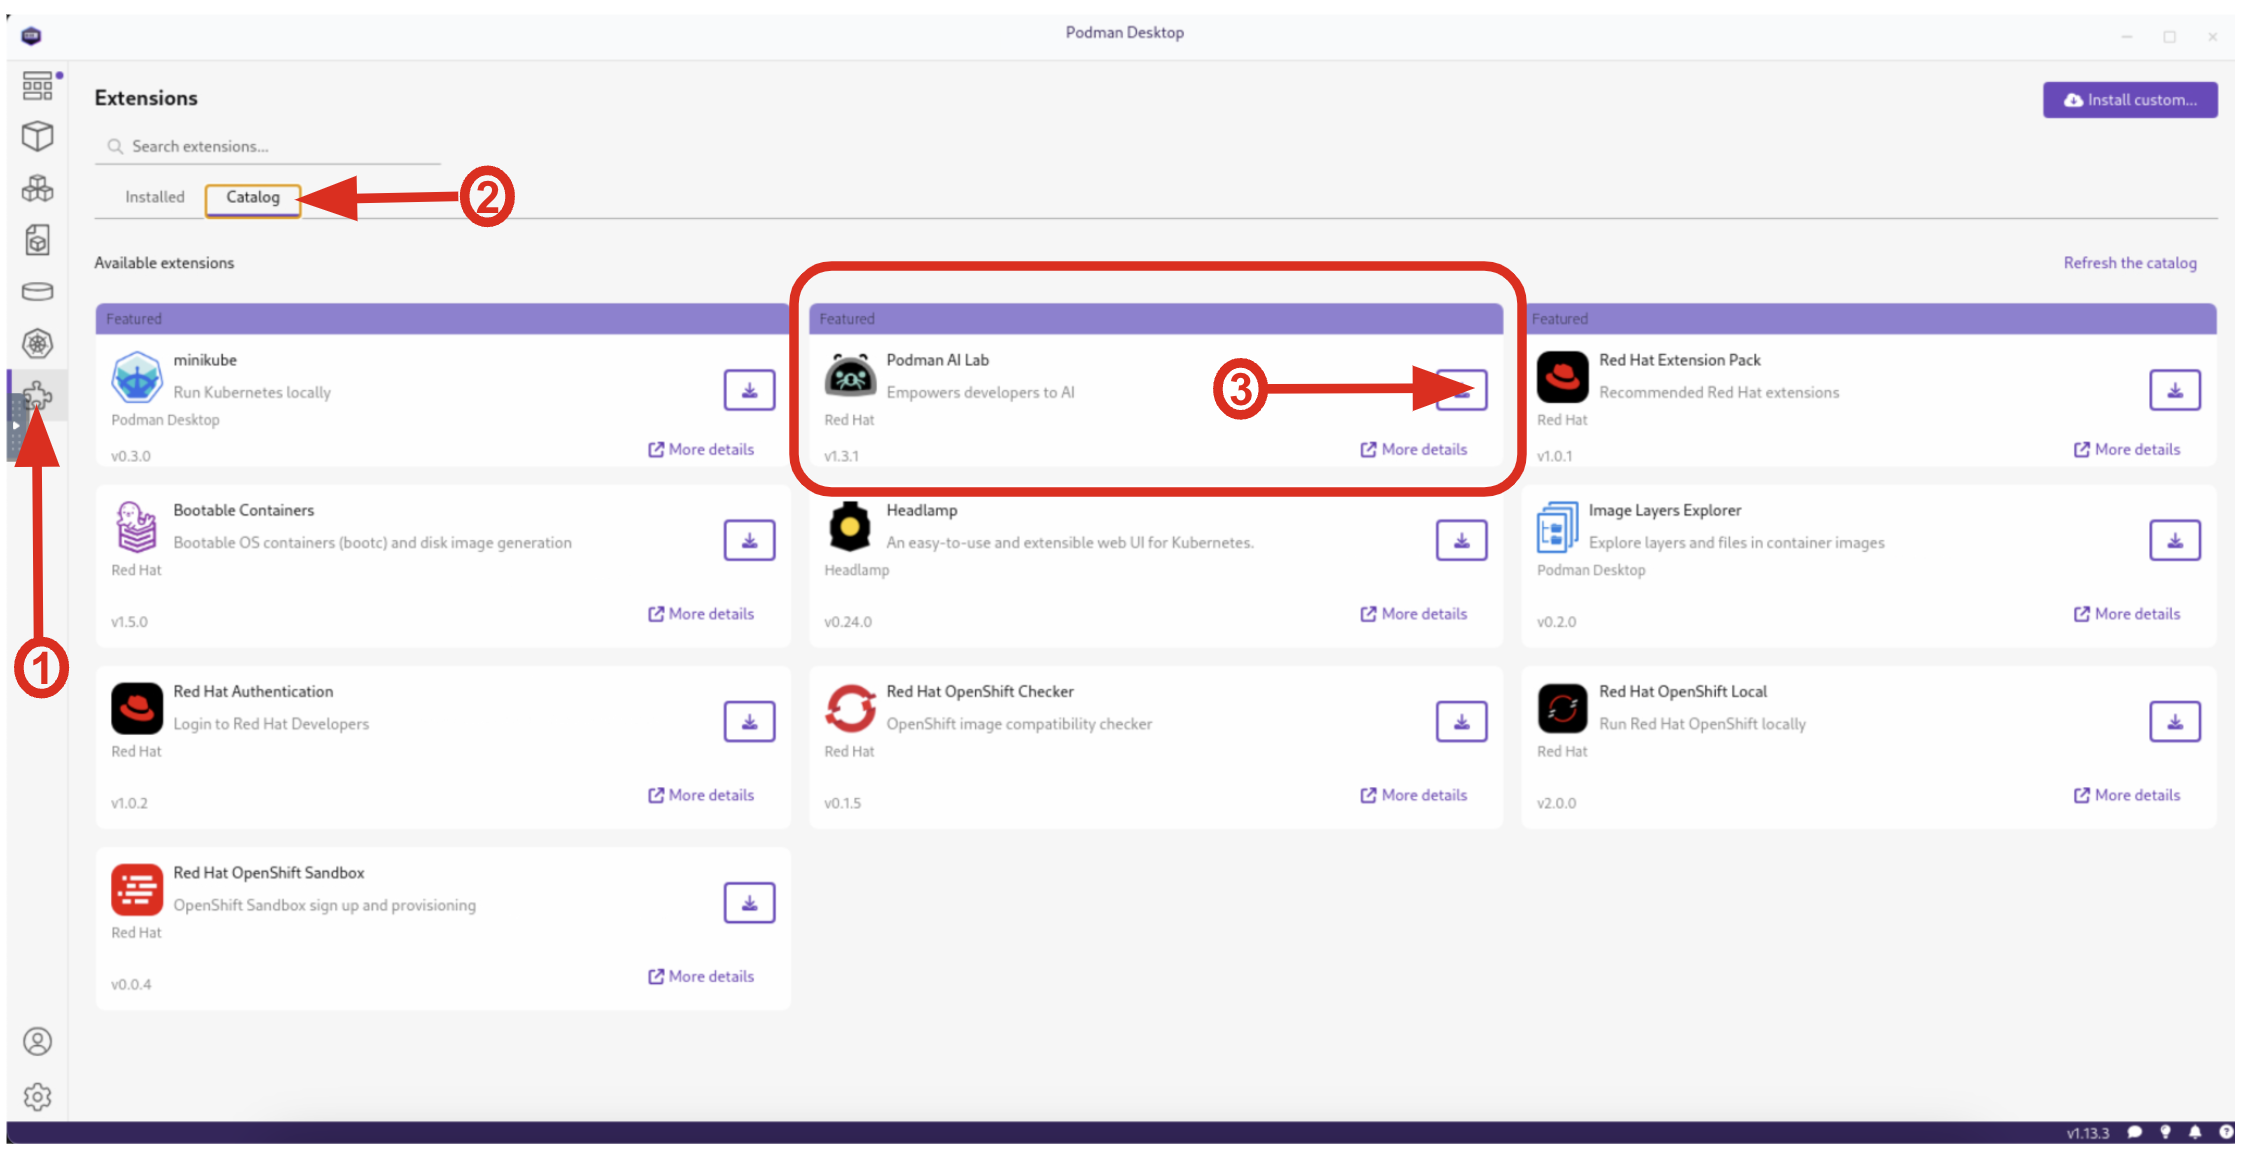 Podman Desktop
Extensions
Install custom...
Search extensions...
Installed
Catalog
2
Available extensions
Refresh the catalog
Featured
minikube
Run Kubernetes locally
Podman Desktop
v0.3.0
More details
Featured
Podman AI Lab
Empowers developers to AI
3
Red Hat
v1.3.1
More details
Featured
Red Hat Extension Pack
Recommended Red Hat extensions
Red Hat
v1.0.1
More details
Bootable Containers
Bootable OS containers (bootc) and disk image generation
Red Hat
v1.5.0
More details
Headlamp
An easy-to-use and extensible web UI for Kubernetes.
Headlamp
v0.24.0
More details
Image Layers Explorer
Explore layers and files in container images
Podman Desktop
v0.2.0
More details
1
Red Hat Authentication
Login to Red Hat Developers
Red Hat
v1.0.2
More details
Red Hat OpenShift Checker
OpenShift image compatibility checker
Red Hat
v0.1.5
More details
Red Hat OpenShift Local
Run Red Hat OpenShift locally
Red Hat
v2.0.0
More details
Red Hat OpenShift Sandbox
OpenShift Sandbox sign up and provisioning
Red Hat
v0.0.4
More details
v1.13.3